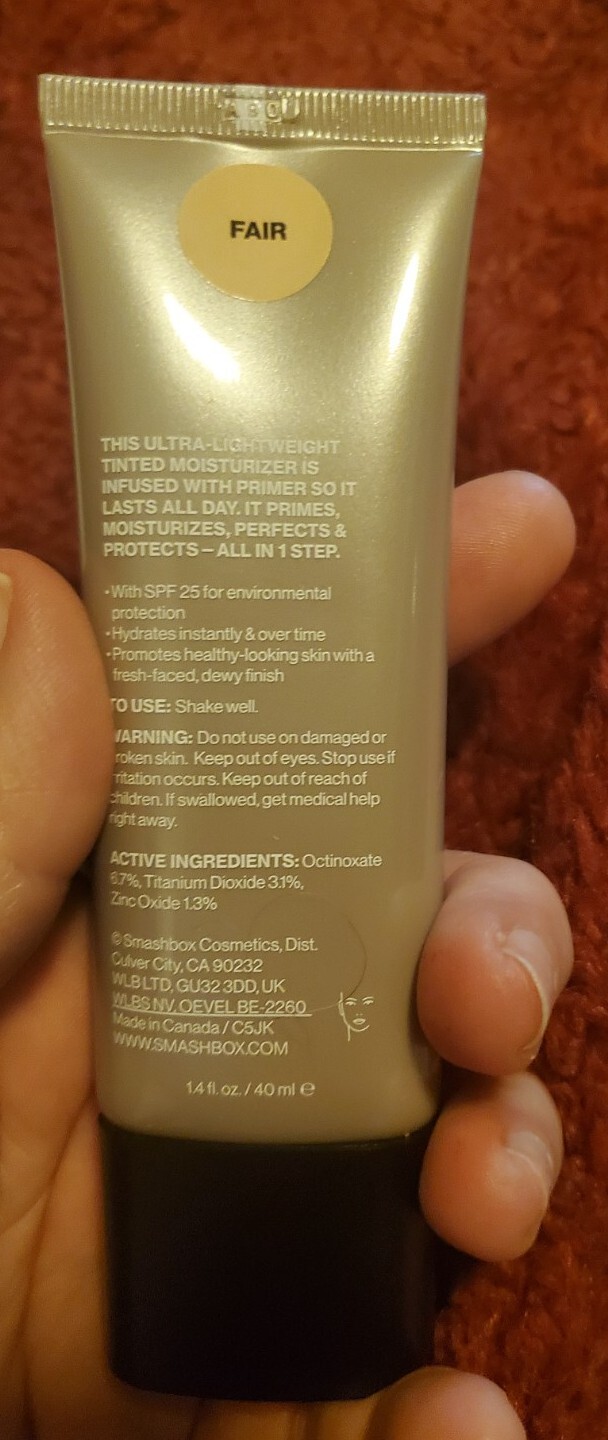 FAIR
THIS ULTRA-LIGHTWEIGHT
TINTED MOISTURIZER IS
INFUSED WITH PRIMER SO IT
LASTS ALL DAY. IT PRIMES,
MOISTURIZES, PERFECTS &
PROTECTS – ALL IN 1 STEP.
•With SPF 25 for environmental
protection
•Hydrates instantly & over time
•Promotes healthy-looking skin with a
fresh-faced, dewy finish
TO USE: Shake well.
WARNING: Do not use on damaged or
roken skin. Keep out of eyes. Stop use if
rritation occurs. Keep out of reach of
children. If swallowed, get medical help
right away.
ACTIVE INGREDIENTS: Octinoxate
6.7%, Titanium Dioxide 3.1%,
Zinc Oxide 1.3%
© Smashbox Cosmetics, Dist.
Culver City, CA 90232
WLB LTD, GU32 3DD, UK
WLBS NV, OEVEL BE-2260
Made in Canada / C5JK
WWW.SMASHBOX.COM
1.4 fl. oz. / 40 ml ℮